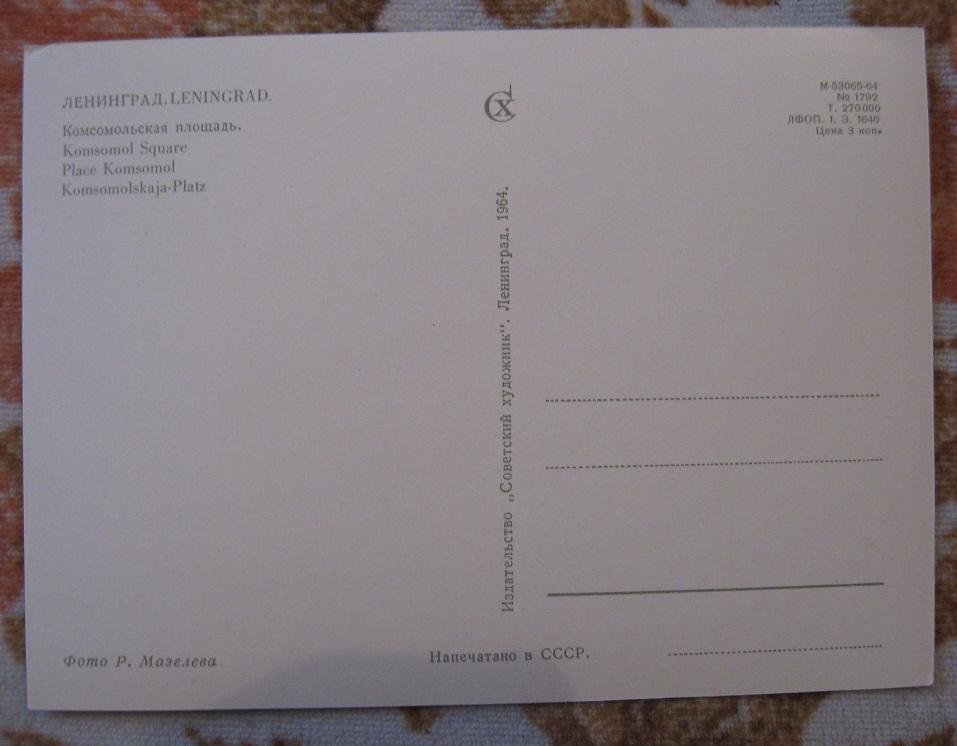 ЛЕНИНГРАД. LENINGRAD.
Комсомольская площадь.
Komsomol Square
Place Komsomol
Komsomolskaja-Platz
СХ
М-53065-64
№ 1792
Т. 270 000
ЛФОП. 1. З. 1640
Цена 3 коп.
Издательство „Советский художник“. Ленинград. 1964.
Фото Р. Мазелева
Напечатано в СССР.